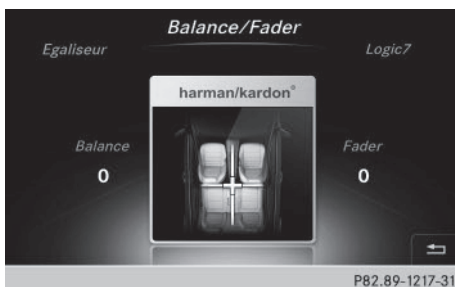 Balance/Fader
Egaliseur
Logic7
harman/kardon®
Balance
Fader
0
0
P82.89-1217-31